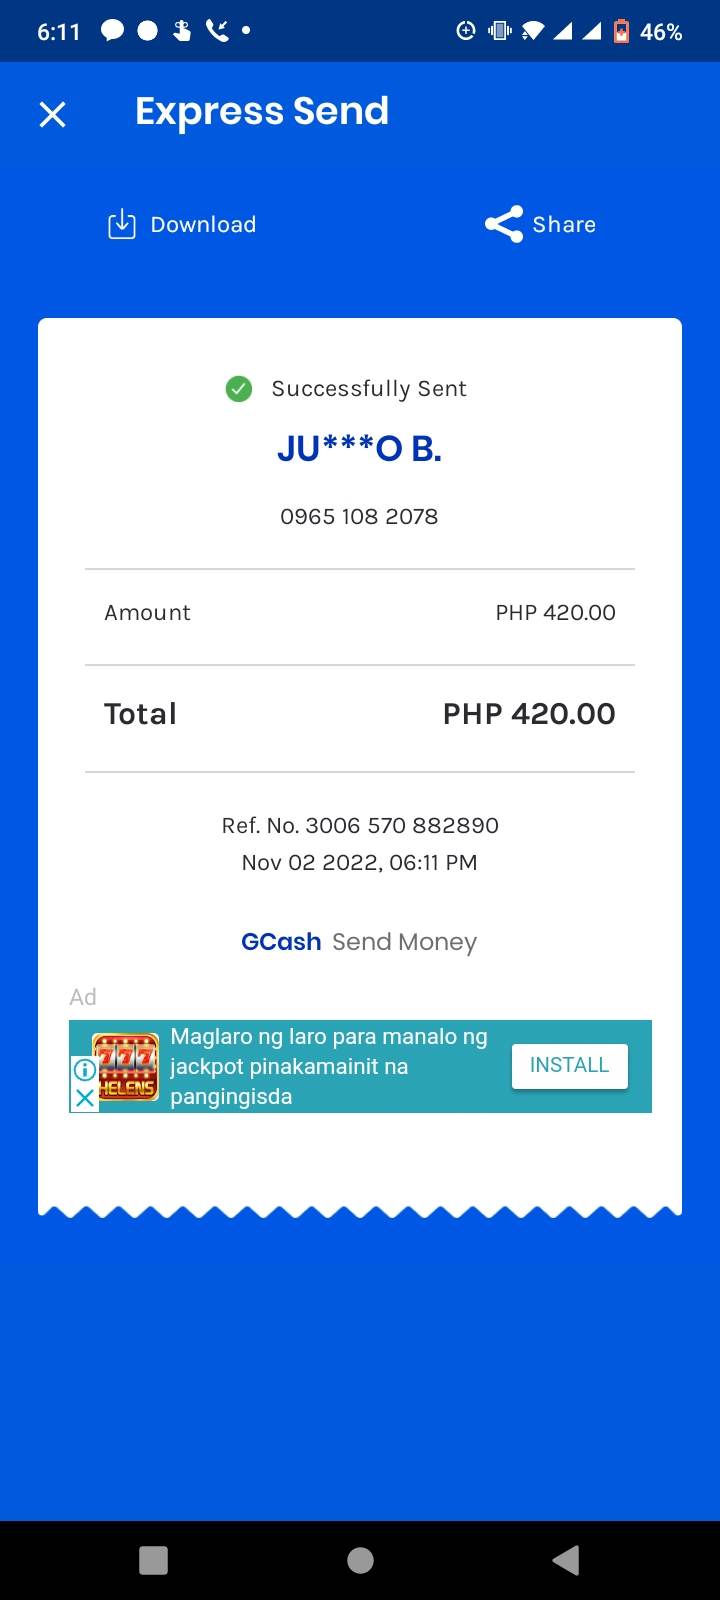 6:11
46%
Express Send
Download
Share
Successfully Sent
JU***O B.
0965 108 2078
Amount PHP 420.00
Total PHP 420.00
Ref. No. 3006 570 882890
Nov 02 2022, 06:11 PM
GCash Send Money
Ad
777
HELENS
Maglaro ng laro para manalo ng
jackpot pinakamainit na
pangingisda
INSTALL